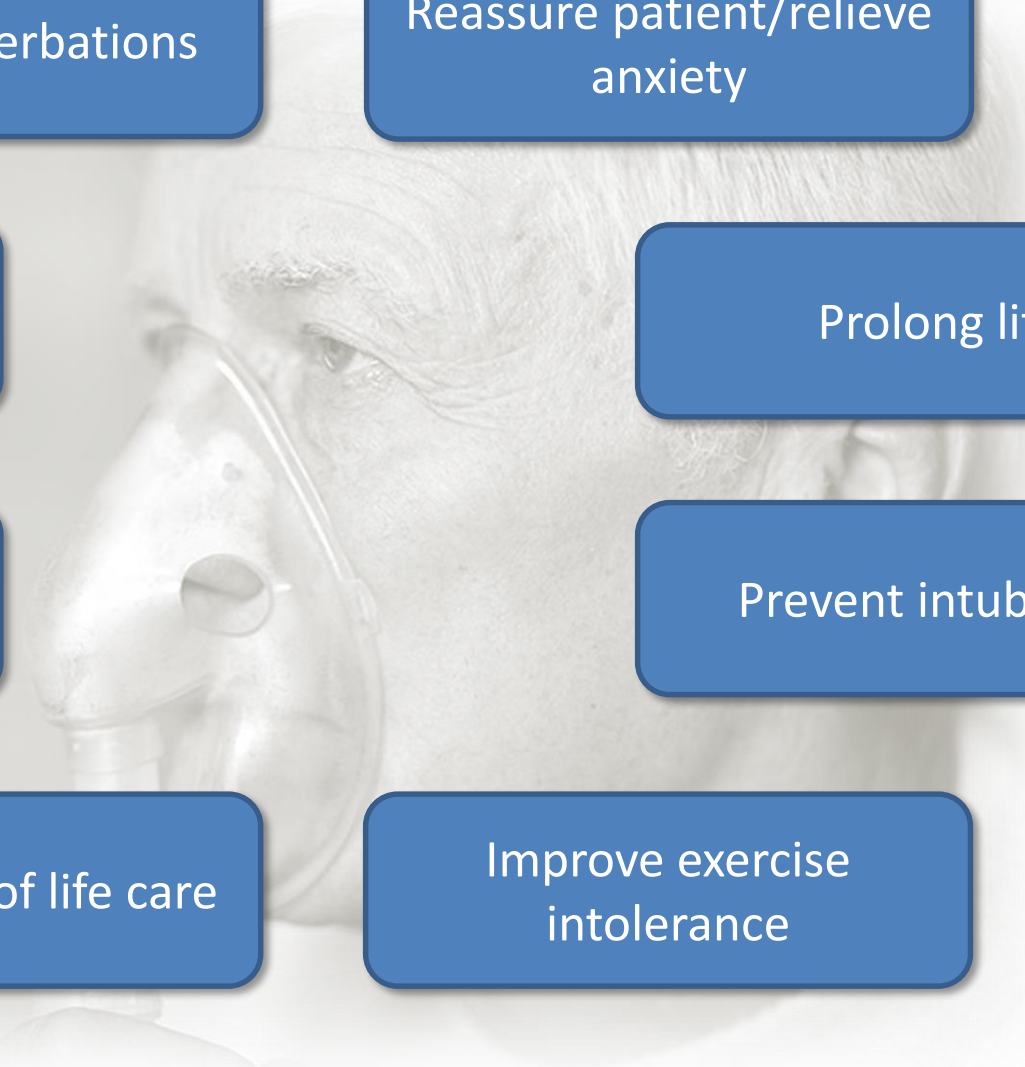 erbations
Reassure patient/relieve
anxiety
Prolong li
Prevent intub
of life care
Improve exercise
intolerance